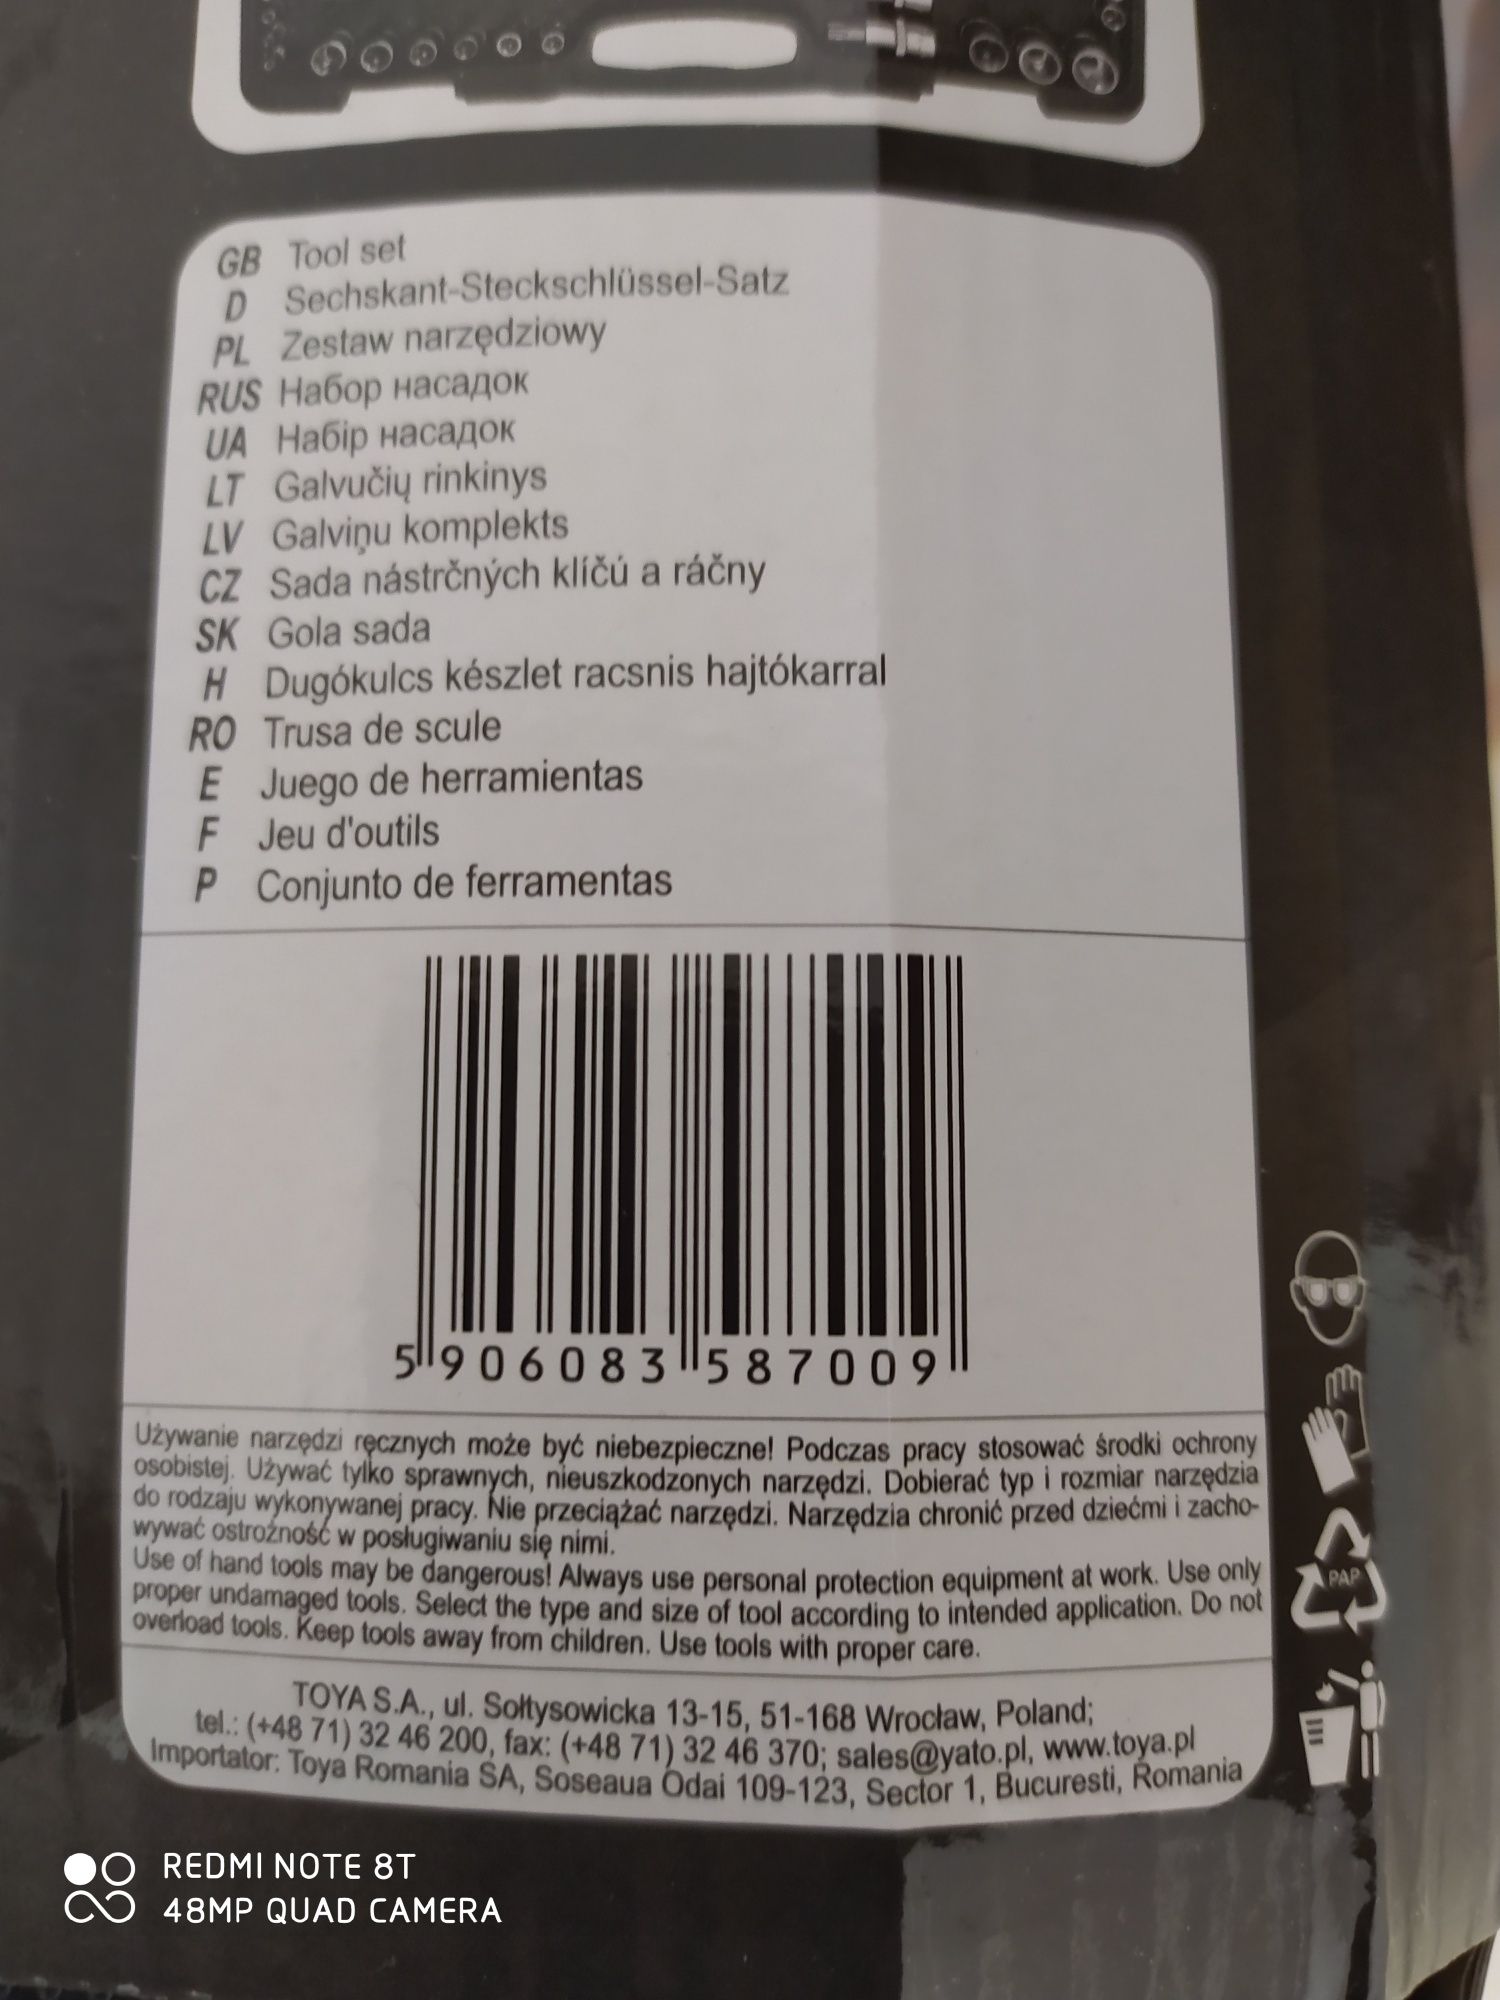 GB Tool set
D Sechskant-Steckschlüssel-Satz
PL Zestaw narzędziowy
RUS Набор насадок
UA Набір насадок
LT Galvučių rinkinys
LV Galviņu komplekts
CZ Sada nástrčných klíčú a ráčny
SK Gola sada
H Dugókulcs készlet racsnis hajtókarral
RO Trusa de scule
E Juego de herramientas
F Jeu d'outils
P Conjunto de ferramentas
5 906083 587009
Używanie narzędzi ręcznych może być niebezpieczne! Podczas pracy stosować środki ochrony
osobistej. Używać tylko sprawnych, nieuszkodzonych narzędzi. Dobierać typ i rozmiar narzędzia
do rodzaju wykonywanej pracy. Nie przeciążać narzędzi. Narzędzia chronić przed dziećmi i zacho-
wywać ostrożność w posługiwaniu się nimi.
Use of hand tools may be dangerous! Always use personal protection equipment at work. Use only
proper undamaged tools. Select the type and size of tool according to intended application. Do not
overload tools. Keep tools away from children. Use tools with proper care.
PAP
TOYA S.A., ul. Sołtysowicka 13-15, 51-168 Wrocław, Poland;
tel.: (+48 71) 32 46 200, fax: (+48 71) 32 46 370; sales@yato.pl, www.toya.pl
Importator: Toya Romania SA, Soseaua Odai 109-123, Sector 1, Bucuresti, Romania
REDMI NOTE 8T
48MP QUAD CAMERA